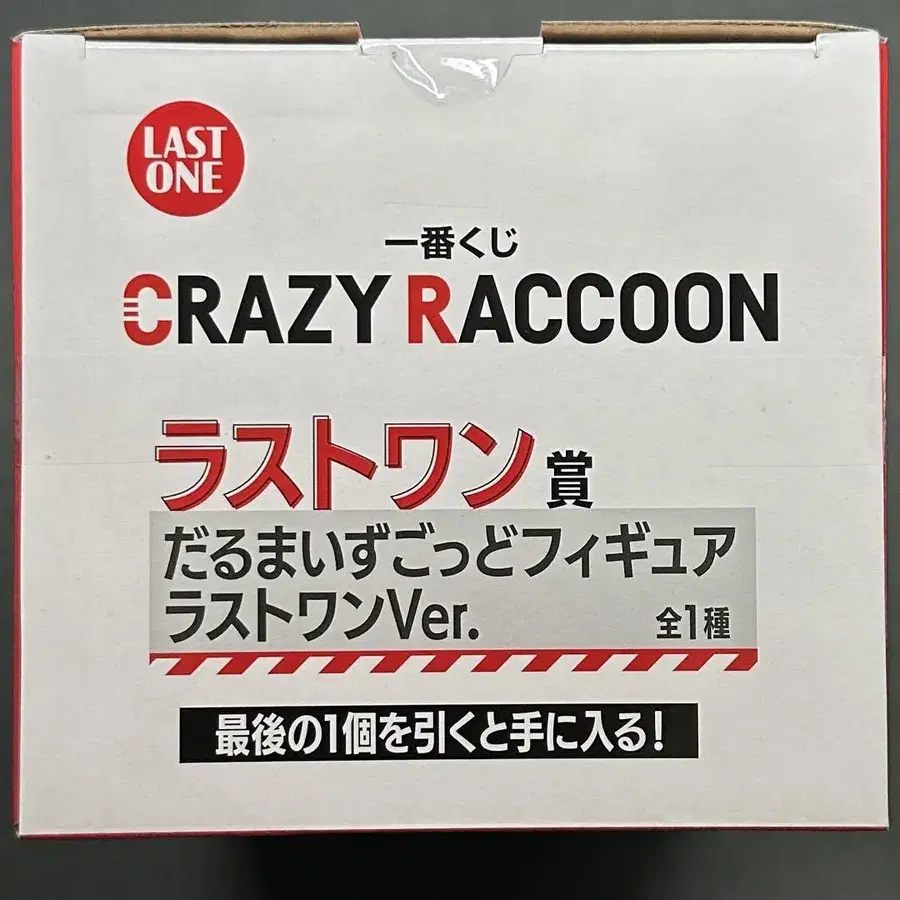 LAST
ONE
一番くじ
CRAZY RACCOON
ラストワン賞
だるまいずごっどフィギュア
ラストワンVer.
全1種
最後の1個を引くと手に入る!